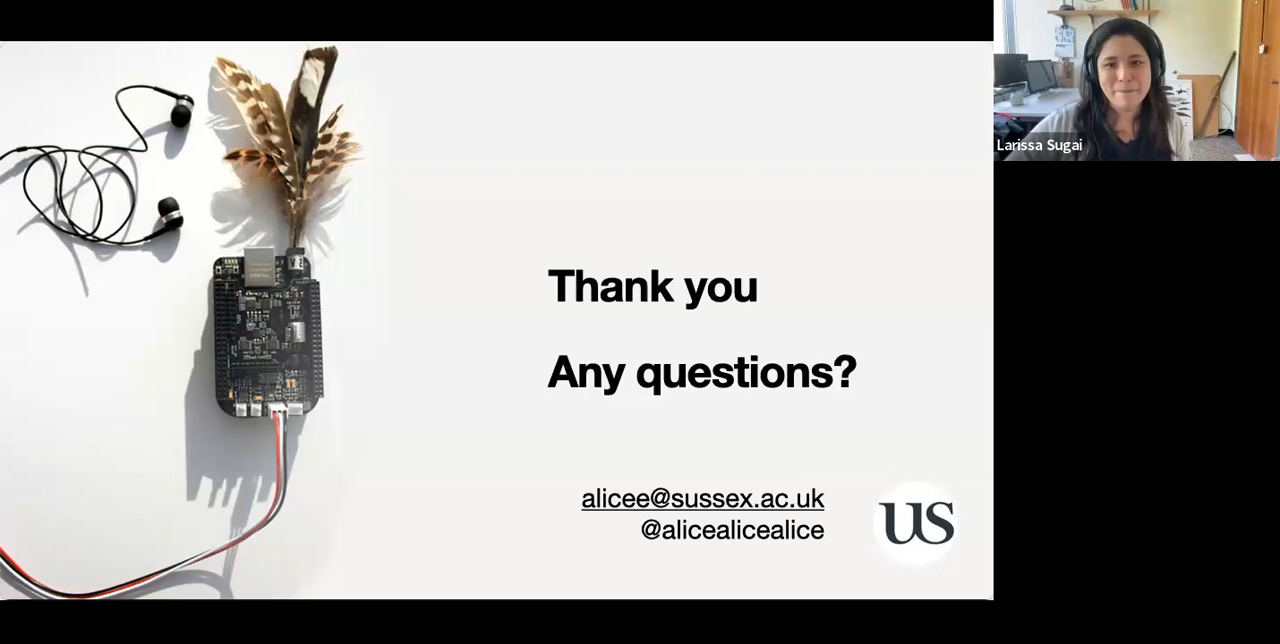 Larissa Sugai
Thank you
Any questions?
alicee@sussex.ac.uk
@alicealicealice
US